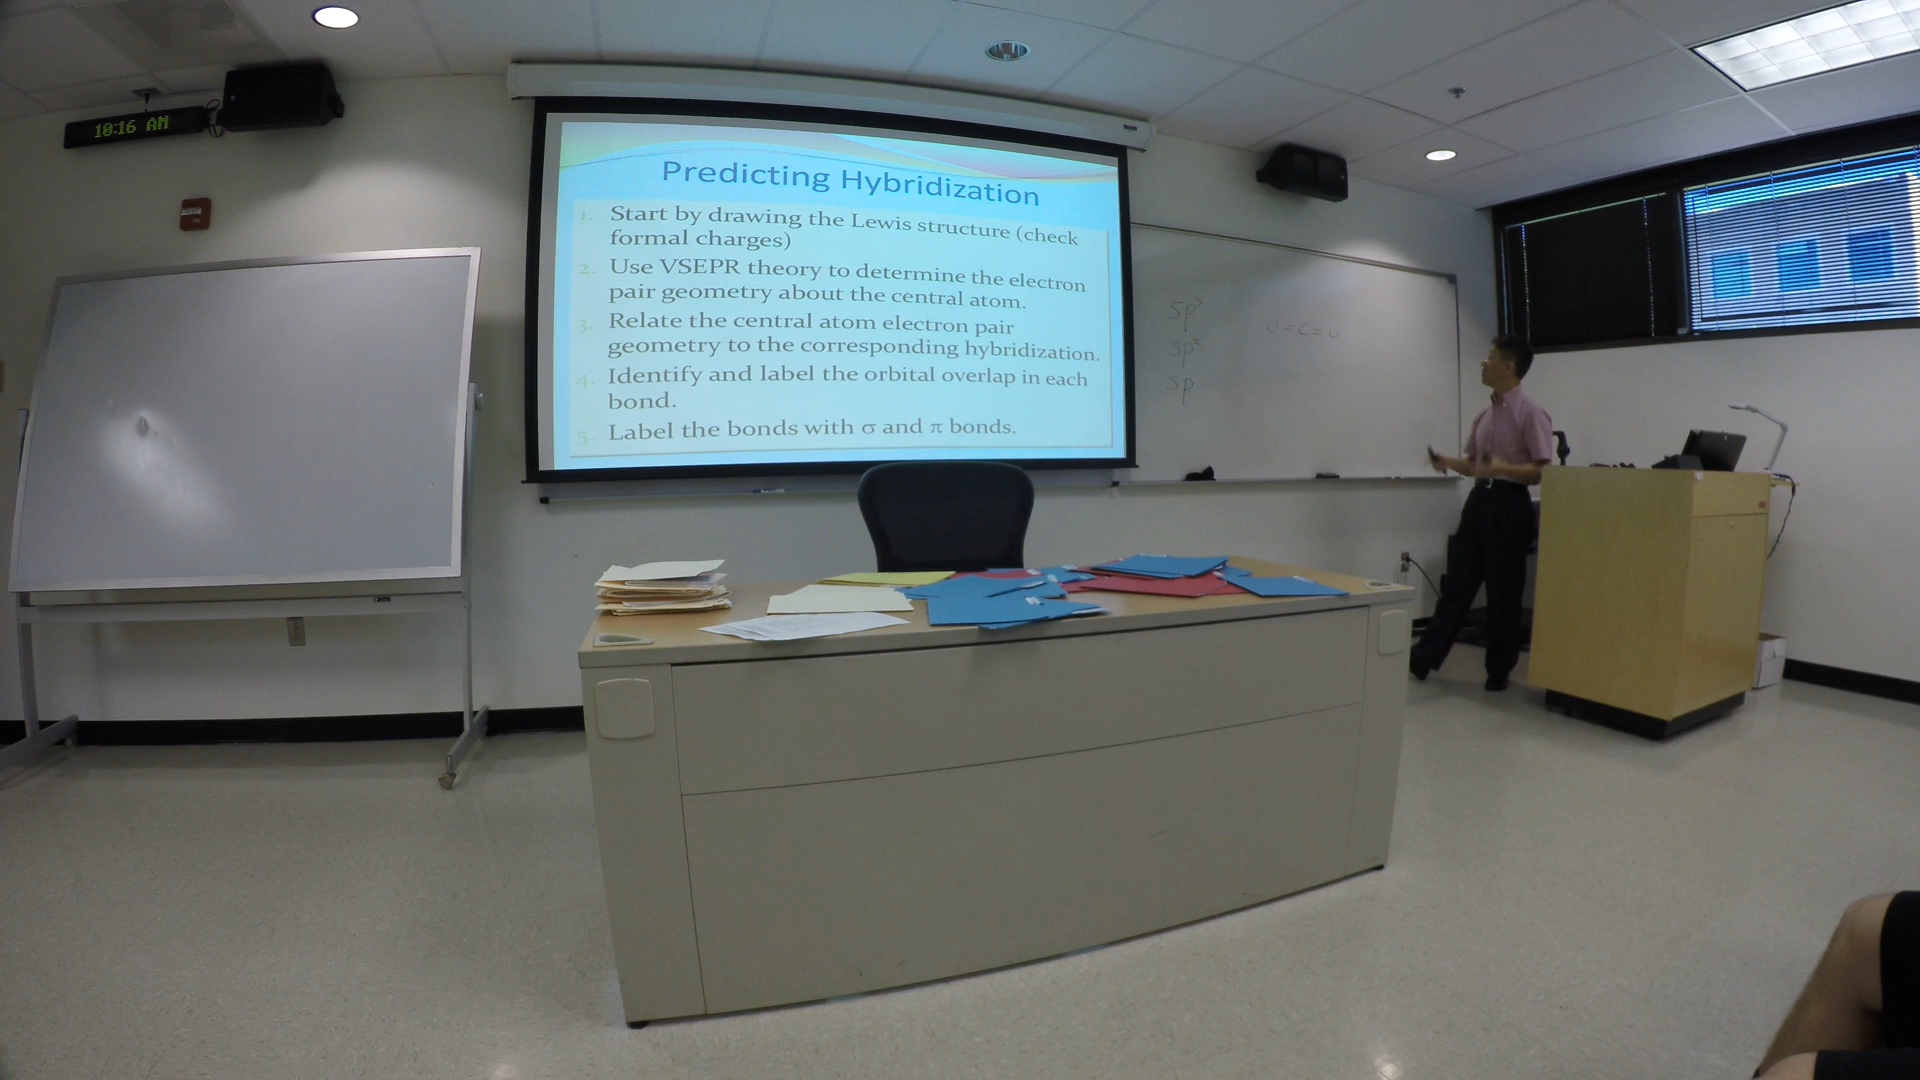 10:16 AM
Predicting Hybridization
1. Start by drawing the Lewis structure (check
formal charges)
2. Use VSEPR theory to determine the electron
pair geometry about the central atom.
3. Relate the central atom electron pair
geometry to the corresponding hybridization.
4. Identify and label the orbital overlap in each
bond.
5. Label the bonds with σ and π bonds.
sp³
sp²
sp